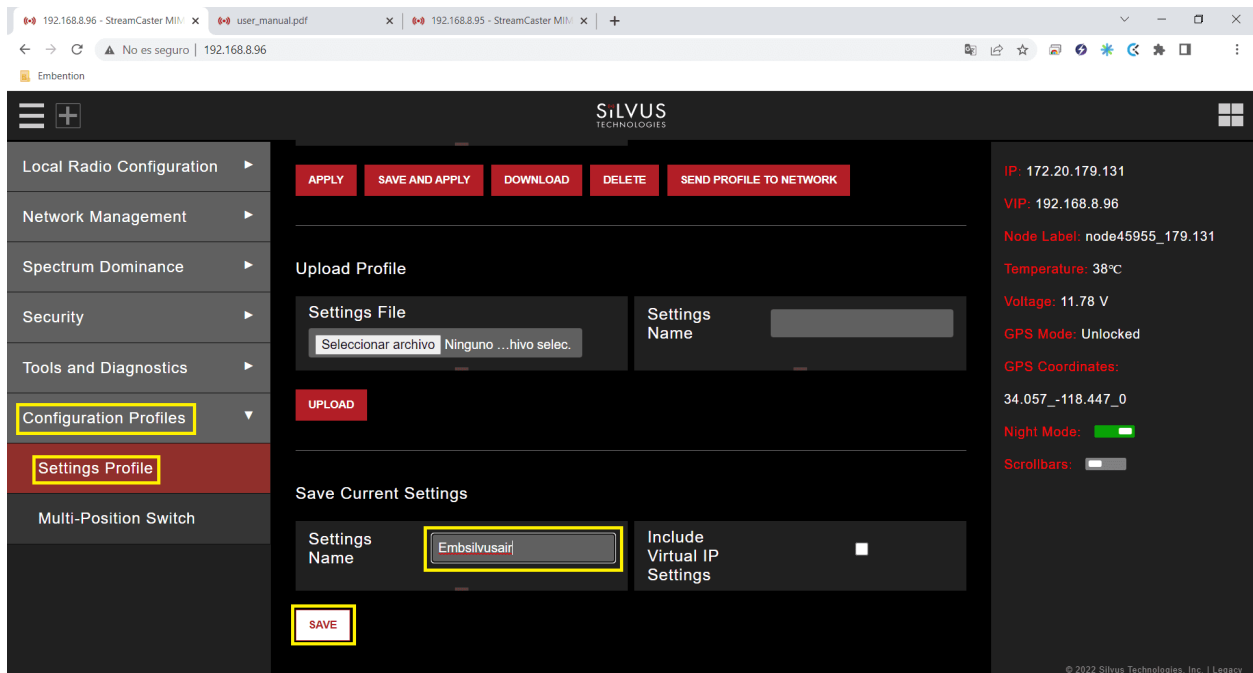 192.168.8.96 - StreamCaster MIM
user_manual.pdf
192.168.8.95 - StreamCaster MIM
No es seguro | 192.168.8.96
Embention
SiLVUS
TECHNOLOGIES
Local Radio Configuration
Network Management
Spectrum Dominance
Security
Tools and Diagnostics
Configuration Profiles
Settings Profile
Multi-Position Switch
APPLY
SAVE AND APPLY
DOWNLOAD
DELETE
SEND PROFILE TO NETWORK
Upload Profile
Settings File
Seleccionar archivo Ninguno …hivo selec.
Settings
Name
UPLOAD
Save Current Settings
Settings
Name
Embsilvusair
Include
Virtual IP
Settings
SAVE
IP: 172.20.179.131
VIP: 192.168.8.96
Node Label: node45955_179.131
Temperature: 38°C
Voltage: 11.78 V
GPS Mode: Unlocked
GPS Coordinates:
34.057_-118.447_0
Night Mode:
Scrollbars:
© 2022 Silvus Technologies, Inc. | Legacy